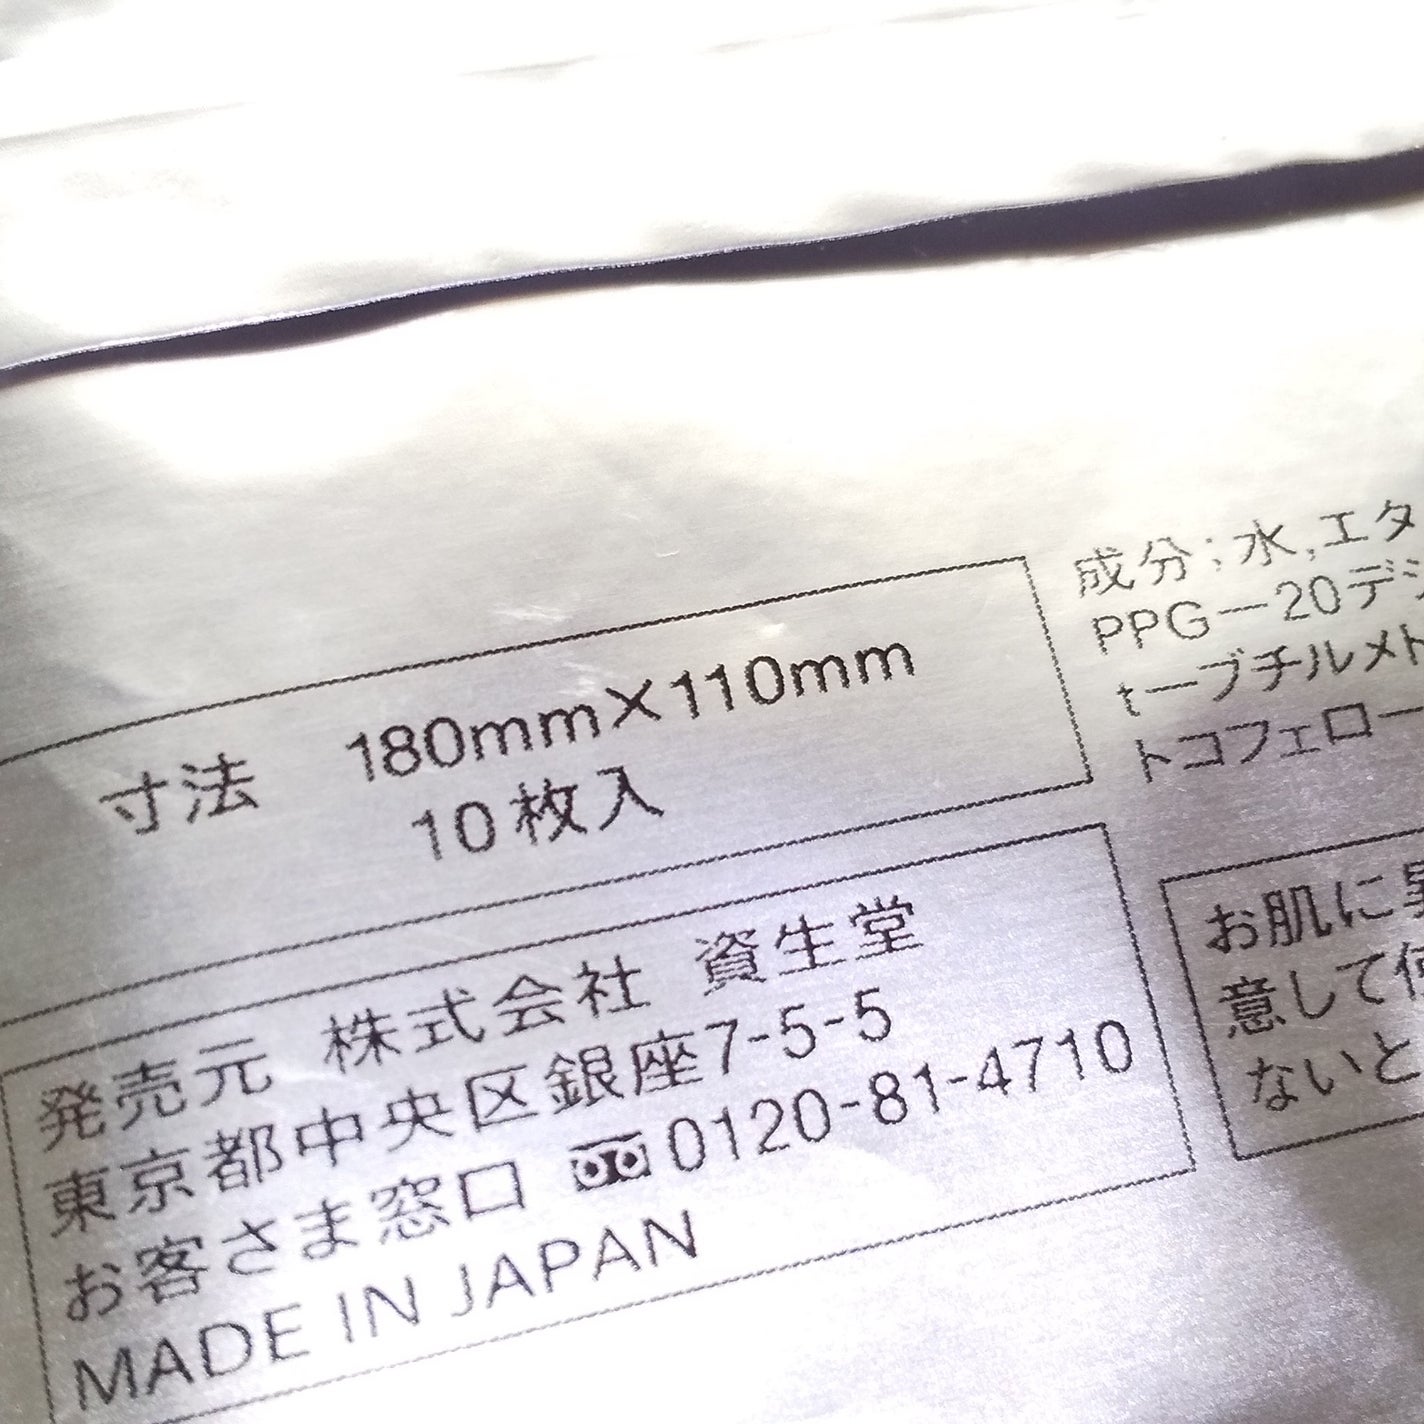 寸法 180mm×110mm
10枚入
発売元 株式会社 資生堂
東京都中央区銀座7-5-5
お客さま窓口 0120-81-4710
MADE IN JAPAN
成分;水,エタ
PPG－20デシ
t－ブチルメト
トコフェロー
お肌に異
意して使
ないと